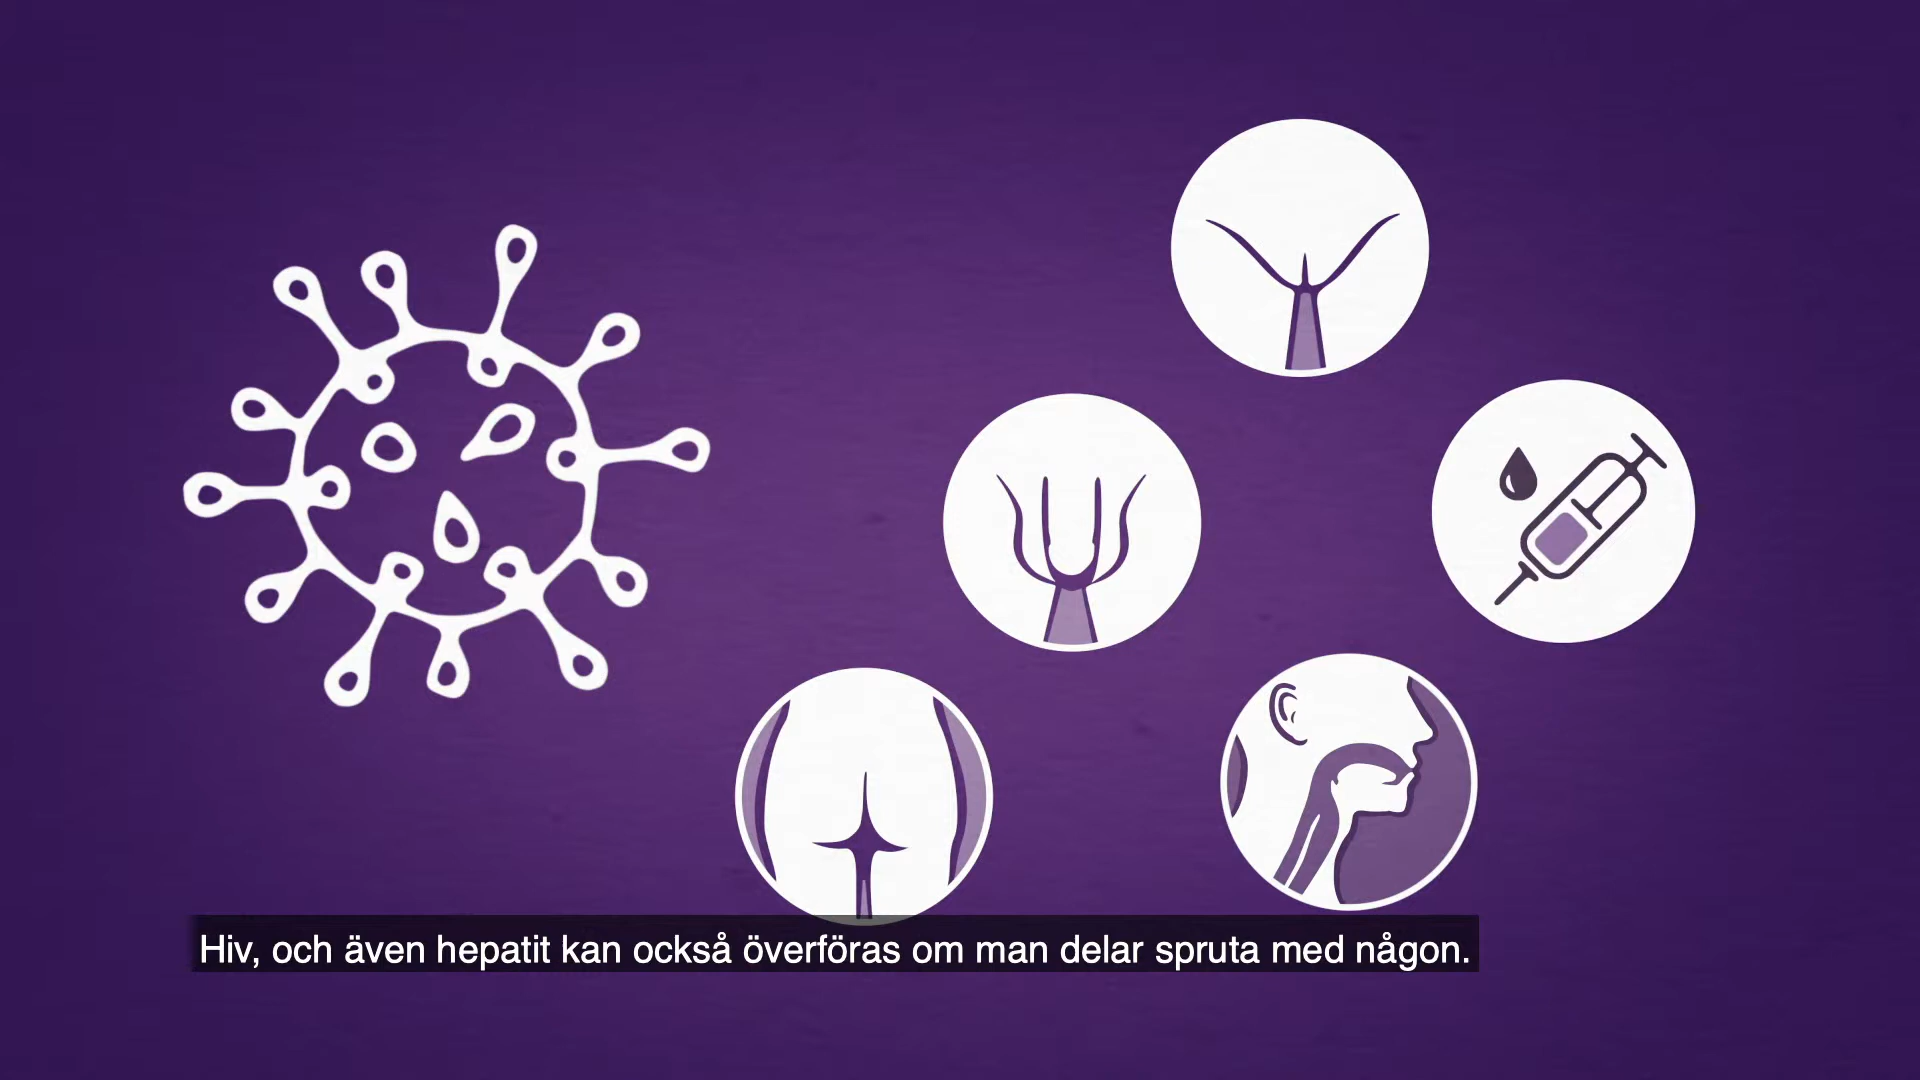 Hiv, och även hepatit kan också överföras om man delar spruta med någon.